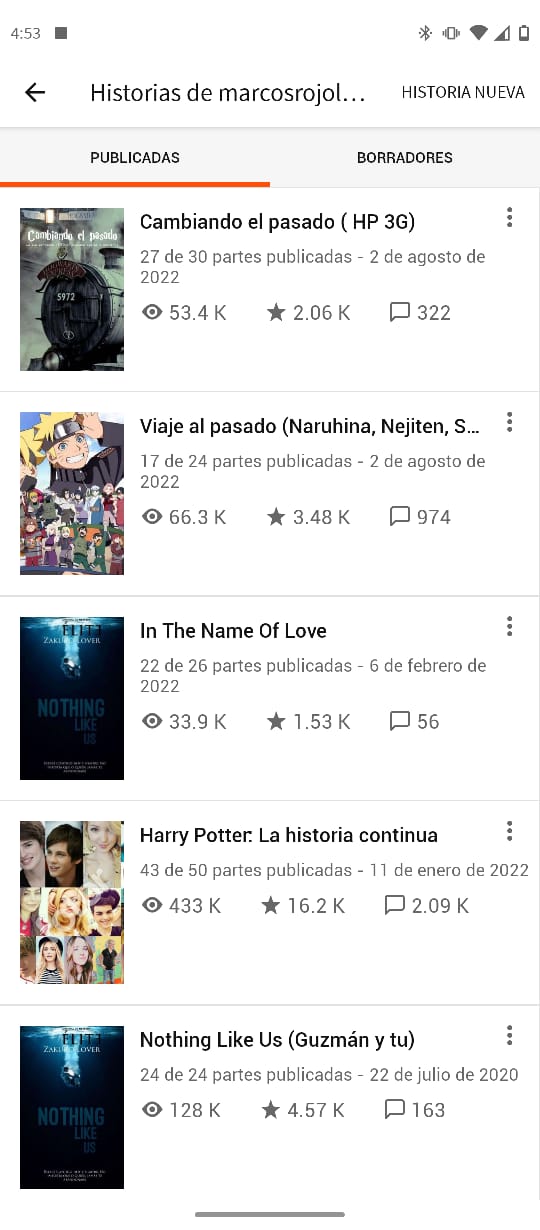 4:53
Historias de marcosrojol...
HISTORIA NUEVA
PUBLICADAS
BORRADORES
Cambiando el pasado
HOGWARTS EXPRESS
5972
Cambiando el pasado ( HP 3G)
27 de 30 partes publicadas - 2 de agosto de
2022
53.4 K 2.06 K 322
Viaje al pasado (Naruhina, Nejiten, S...
17 de 24 partes publicadas - 2 de agosto de
2022
66.3 K 3.48 K 974
ELITE
NOTHING
LIKE
US
In The Name Of Love
22 de 26 partes publicadas - 6 de febrero de
2022
33.9 K 1.53 K 56
Harry Potter: La historia continua
43 de 50 partes publicadas - 11 de enero de 2022
433 K 16.2 K 2.09 K
ELITE
NOTHING
LIKE
US
Nothing Like Us (Guzmán y tu)
24 de 24 partes publicadas - 22 de julio de 2020
128 K 4.57 K 163